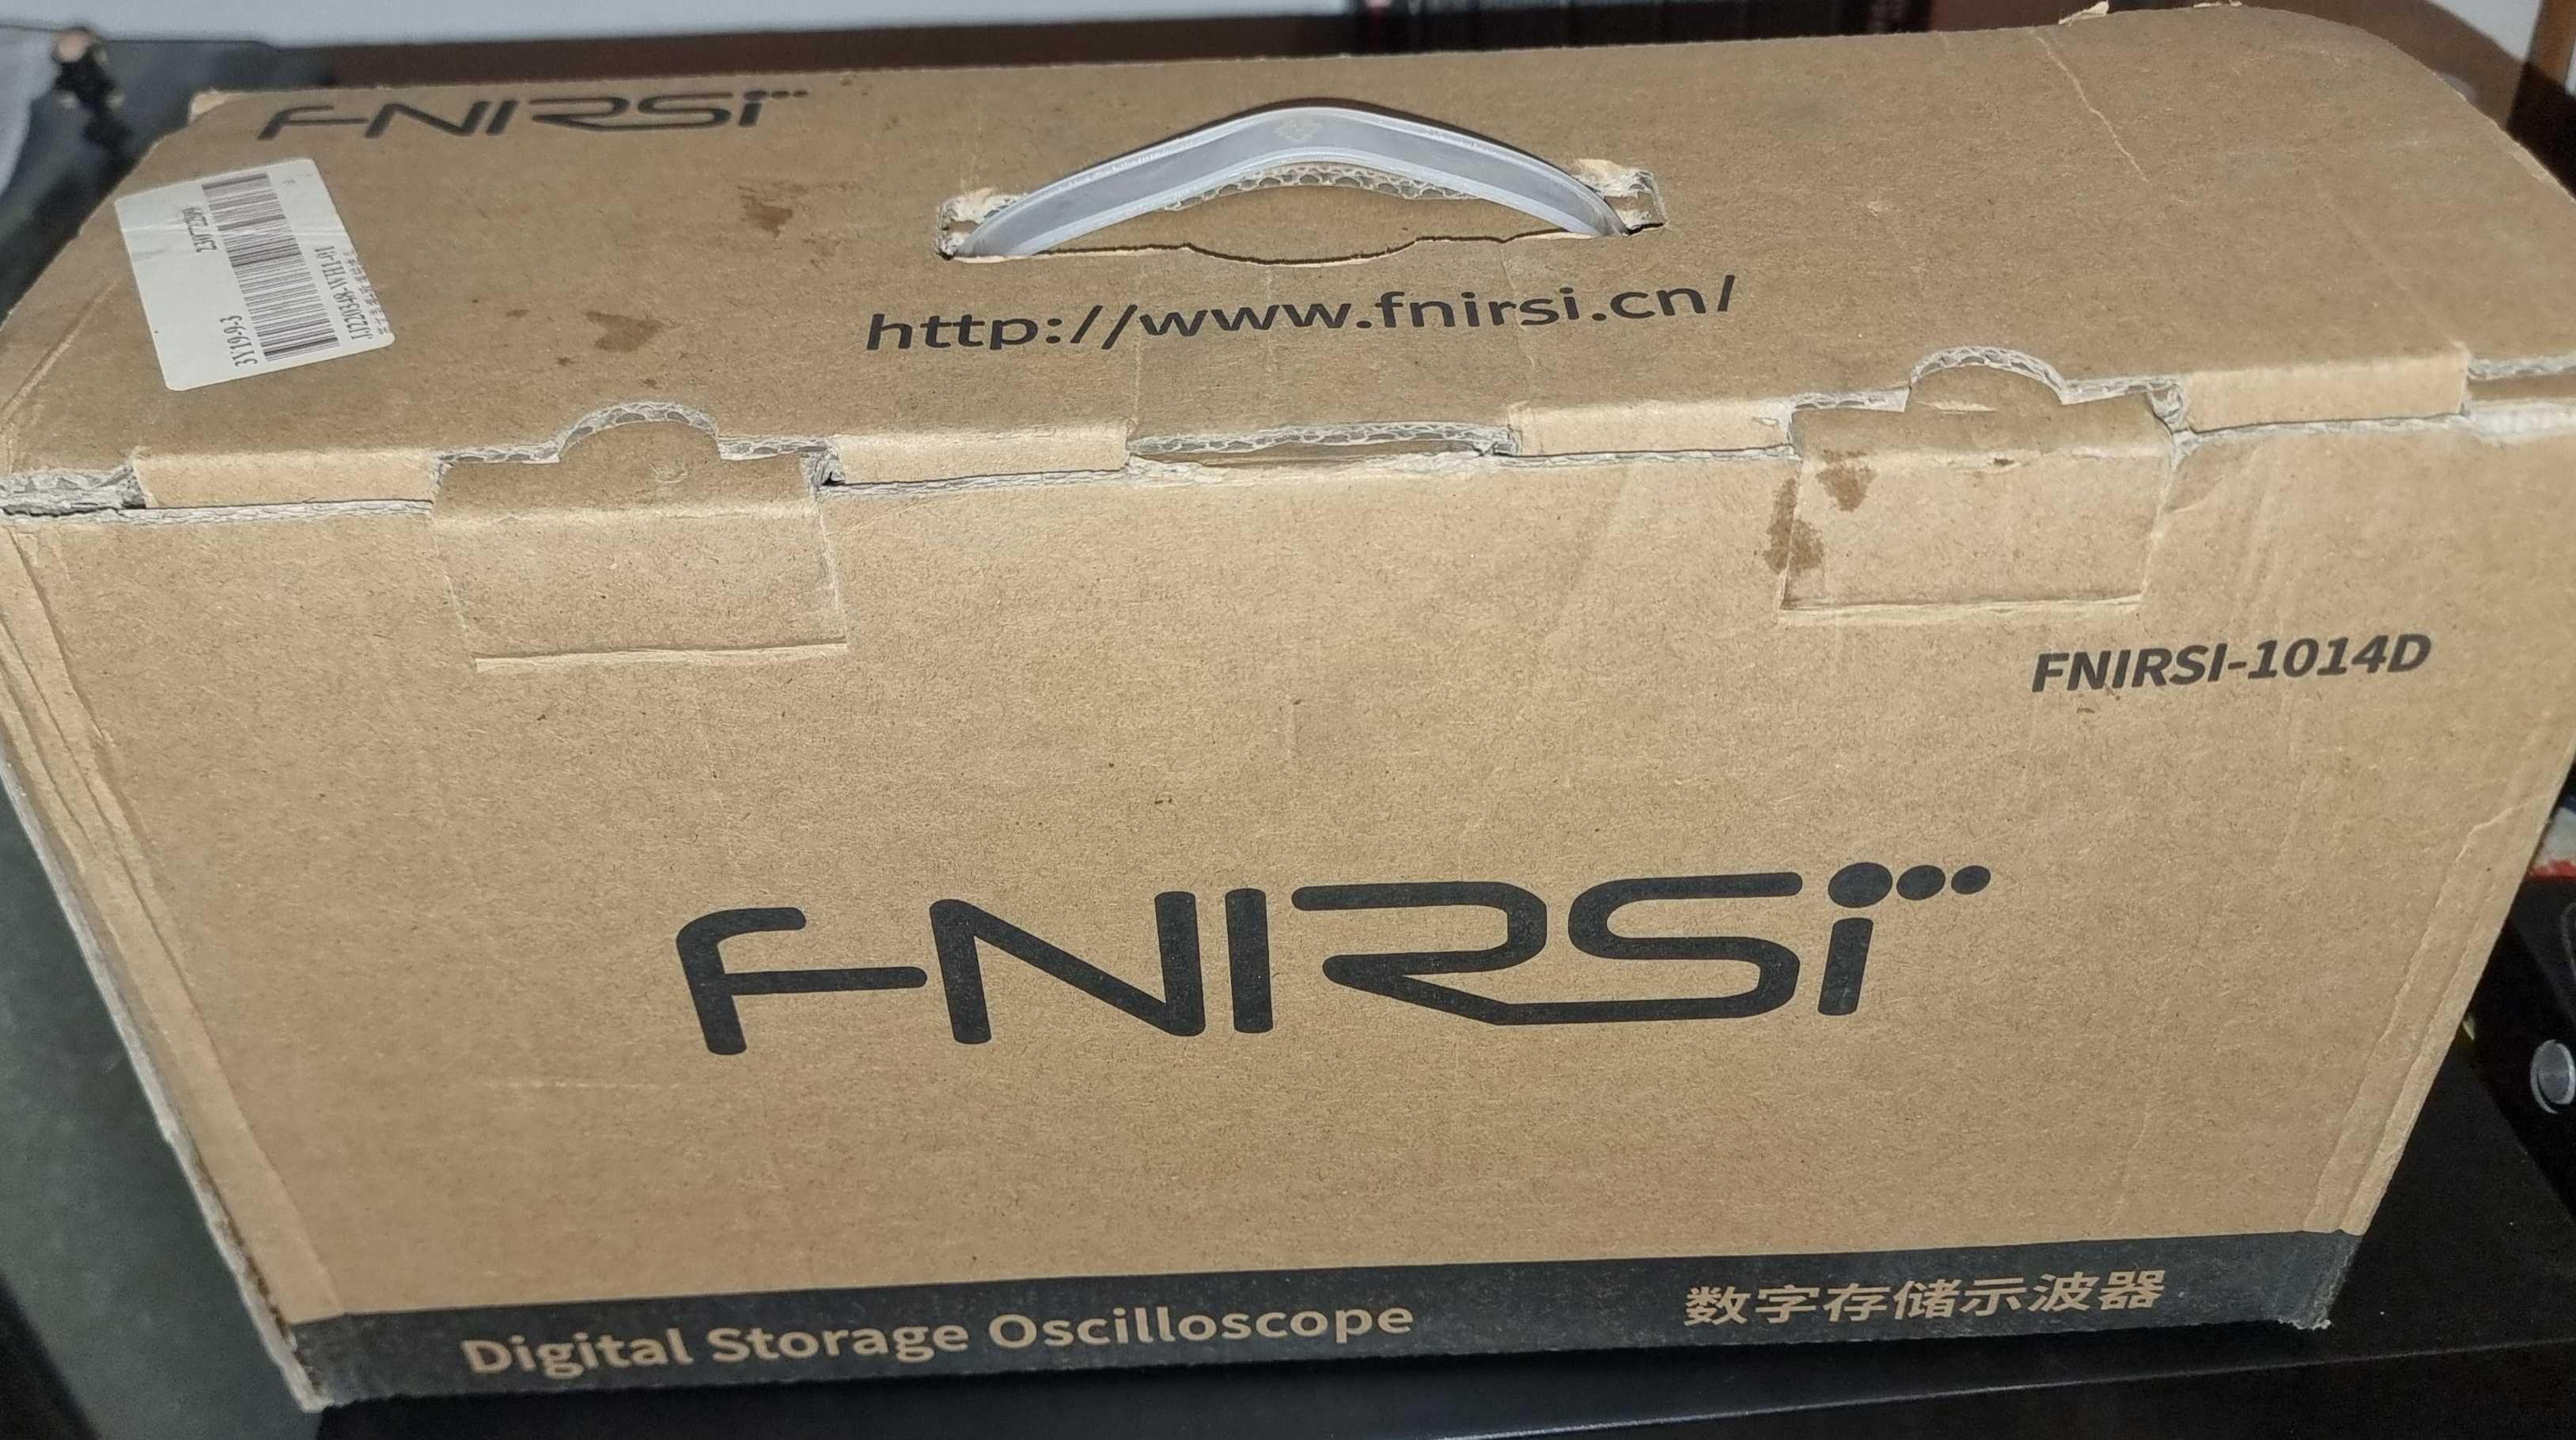 FNIRSI
http://www.fnirsi.cn/
FNIRSI-1014D
FNIRSI
Digital Storage Oscilloscope
数字存储示波器